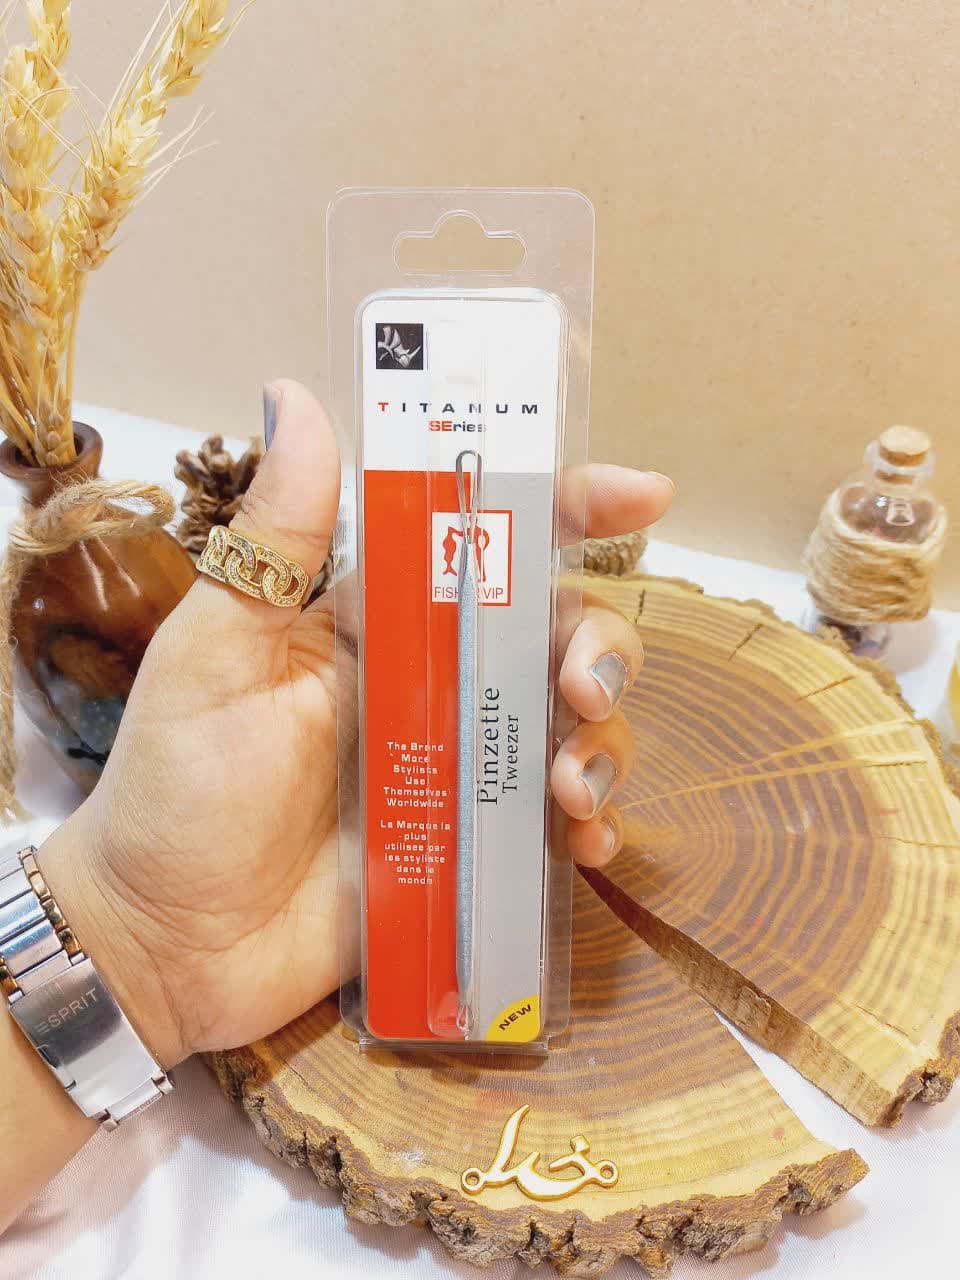 TITANUM
SEries
FISHER VIP
Pinzette
Tweezer
The Brand
More
Stylists
Use
Themselves
Worldwide
La Marque la
plus
utilisee par
les styliste
dans le
monde
NEW
ESPRIT
خدا